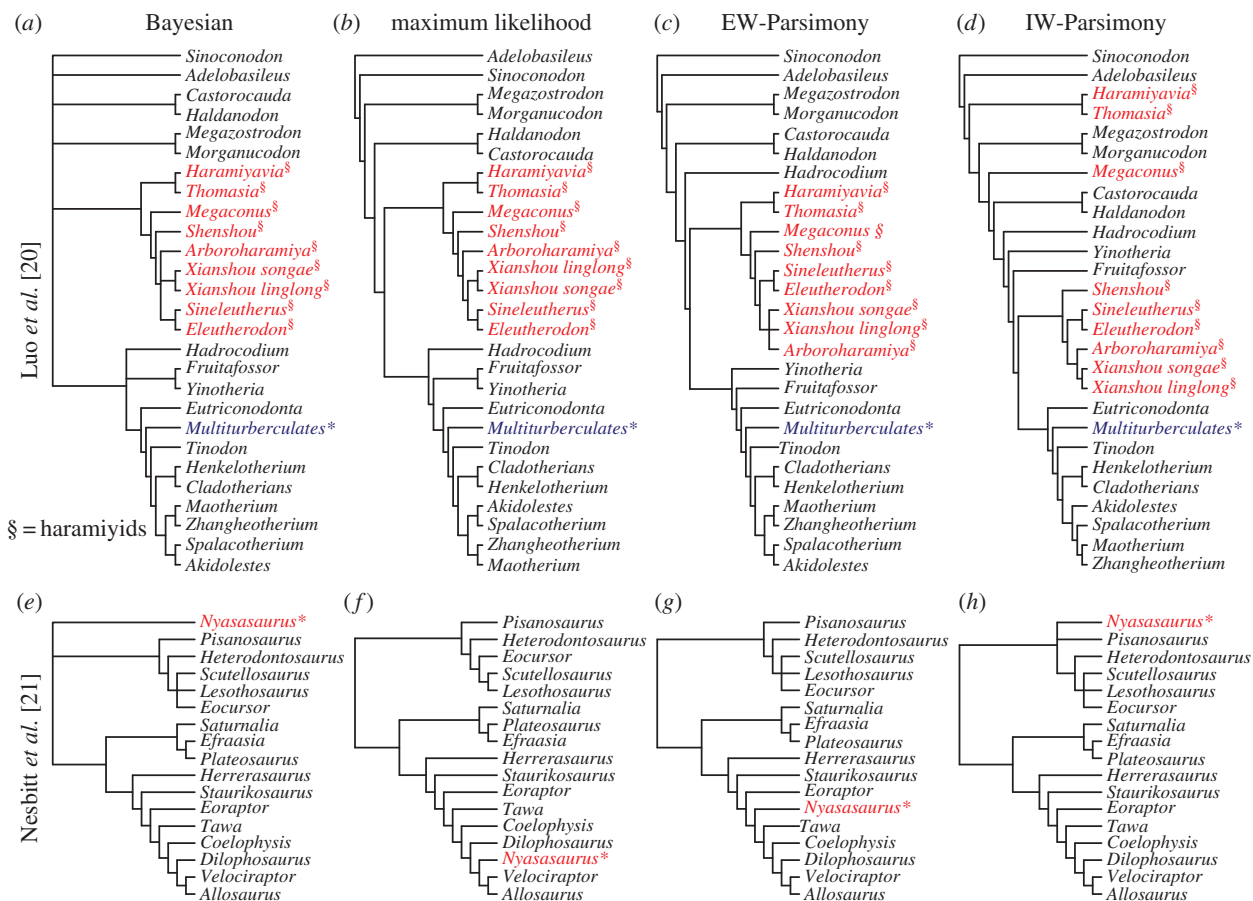 (a) Bayesian
Sinoconodon
Adelobasileus
Castorocauda
Haldanodon
Megazostrodon
Morganucodon
Haramiyavia§
Thomasia§
Megaconus§
Shenshou§
Arboroharamiya§
Xianshou songae§
Xianshou linglong§
Sineleutherus§
Eleutherodon§
Hadrocodium
Fruitafossor
Yinotheria
Eutriconodonta
Multiturberculates*
Tinodon
Henkelotherium
Cladotherians
Maotherium
Zhangheotherium
Spalacotherium
Akidolestes
Luo et al. [20]
§ = haramiyids
(b) maximum likelihood
Adelobasileus
Sinoconodon
Megazostrodon
Morganucodon
Haldanodon
Castorocauda
Haramiyavia§
Thomasia§
Megaconus§
Shenshou§
Arboroharamiya§
Xianshou linglong§
Xianshou songae§
Sineleutherus§
Eleutherodon§
Hadrocodium
Fruitafossor
Yinotheria
Eutriconodonta
Multiturberculates*
Tinodon
Cladotherians
Henkelotherium
Akidolestes
Spalacotherium
Zhangheotherium
Maotherium
(c) EW-Parsimony
Sinoconodon
Adelobasileus
Megazostrodon
Morganucodon
Castorocauda
Haldanodon
Hadrocodium
Haramiyavia§
Thomasia§
Megaconus §
Shenshou§
Sineleutherus§
Eleutherodon§
Xianshou songae§
Xianshou linglong§
Arboroharamiya§
Yinotheria
Fruitafossor
Eutriconodonta
Multiturberculates*
Tinodon
Cladotherians
Henkelotherium
Maotherium
Zhangheotherium
Spalacotherium
Akidolestes
(d) IW-Parsimony
Sinoconodon
Adelobasileus
Haramiyavia§
Thomasia§
Megazostrodon
Morganucodon
Megaconus§
Castorocauda
Haldanodon
Hadrocodium
Yinotheria
Fruitafossor
Shenshou§
Sineleutherus§
Eleutherodon§
Arboroharamiya§
Xianshou songae§
Xianshou linglong§
Eutriconodonta
Multiturberculates*
Tinodon
Henkelotherium
Cladotherians
Akidolestes
Spalacotherium
Maotherium
Zhangheotherium
(e)
Nyasasaurus*
Pisanosaurus
Heterodontosaurus
Scutellosaurus
Lesothosaurus
Eocursor
Saturnalia
Efraasia
Plateosaurus
Herrerasaurus
Staurikosaurus
Eoraptor
Tawa
Coelophysis
Dilophosaurus
Velociraptor
Allosaurus
Nesbitt et al. [21]
(f)
Pisanosaurus
Heterodontosaurus
Eocursor
Scutellosaurus
Lesothosaurus
Saturnalia
Plateosaurus
Efraasia
Herrerasaurus
Staurikosaurus
Eoraptor
Tawa
Coelophysis
Dilophosaurus
Nyasasaurus*
Velociraptor
Allosaurus
(g)
Pisanosaurus
Heterodontosaurus
Scutellosaurus
Lesothosaurus
Eocursor
Saturnalia
Efraasia
Plateosaurus
Herrerasaurus
Staurikosaurus
Eoraptor
Nyasasaurus*
Tawa
Coelophysis
Dilophosaurus
Velociraptor
Allosaurus
(h)
Nyasasaurus*
Pisanosaurus
Heterodontosaurus
Scutellosaurus
Lesothosaurus
Eocursor
Saturnalia
Efraasia
Plateosaurus
Herrerasaurus
Staurikosaurus
Eoraptor
Tawa
Coelophysis
Dilophosaurus
Velociraptor
Allosaurus